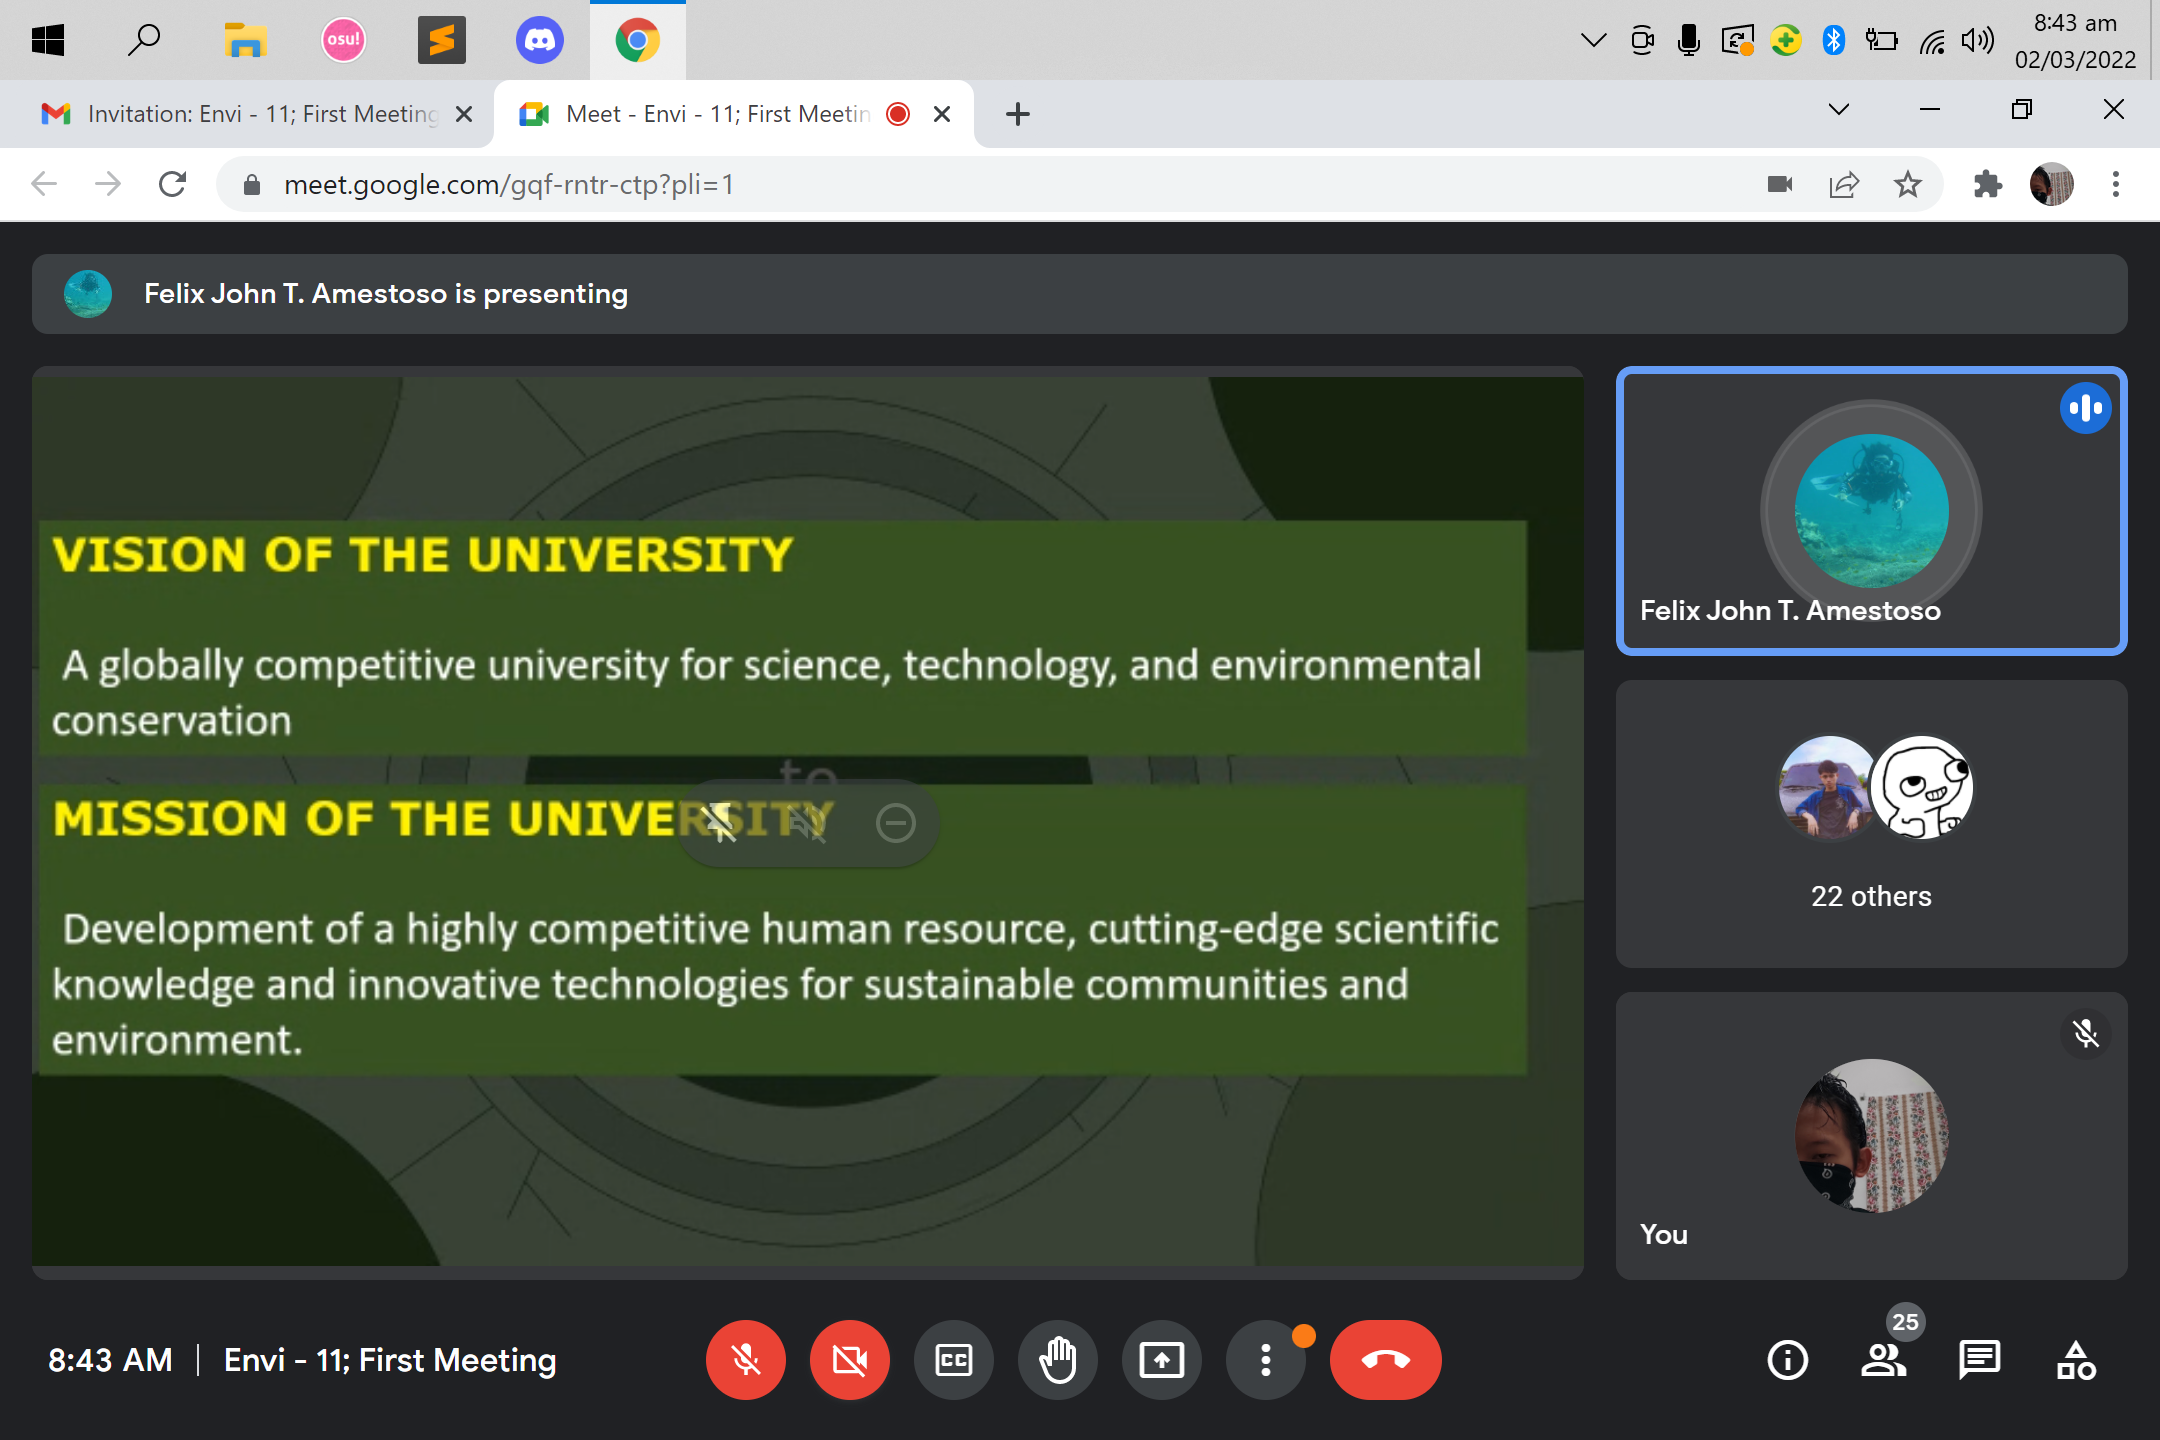 osu!
8:43 am
02/03/2022
Invitation: Envi - 11; First Meeting
Meet - Envi - 11; First Meetin
meet.google.com/gqf-rntr-ctp?pli=1
Felix John T. Amestoso is presenting
VISION OF THE UNIVERSITY
A globally competitive university for science, technology, and environmental
conservation
to
MISSION OF THE UNIVERSITY
Development of a highly competitive human resource, cutting-edge scientific
knowledge and innovative technologies for sustainable communities and
environment.
Felix John T. Amestoso
22 others
You
8:43 AM | Envi - 11; First Meeting
CC
25